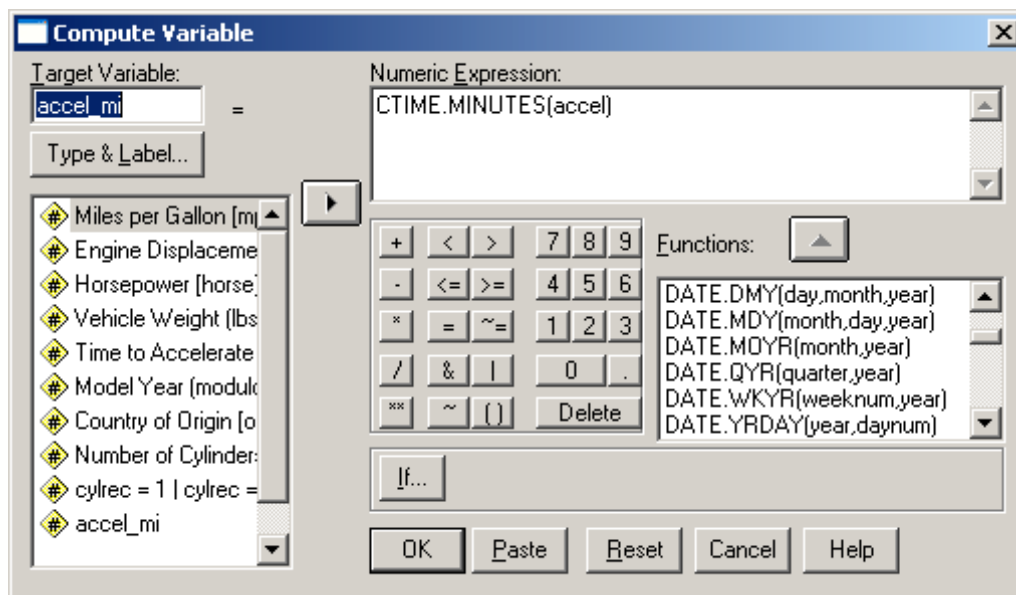 Compute Variable
Target Variable:
accel_mi
=
Type & Label...
Numeric Expression:
CTIME.MINUTES(accel)
Miles per Gallon [m
Engine Displaceme
Horsepower [horse]
Vehicle Weight (lbs
Time to Accelerate
Model Year (modulo
Country of Origin [o
Number of Cylinders
cylrec = 1 | cylrec =
accel_mi
+ < > 7 8 9
- <= >= 4 5 6
* = ~= 1 2 3
/ & | 0 .
** ~ ( ) Delete
Functions:
DATE.DMY(day,month,year)
DATE.MDY(month,day,year)
DATE.MOYR(month,year)
DATE.QYR(quarter,year)
DATE.WKYR(weeknum,year)
DATE.YRDAY(year,daynum)
If...
OK Paste Reset Cancel Help